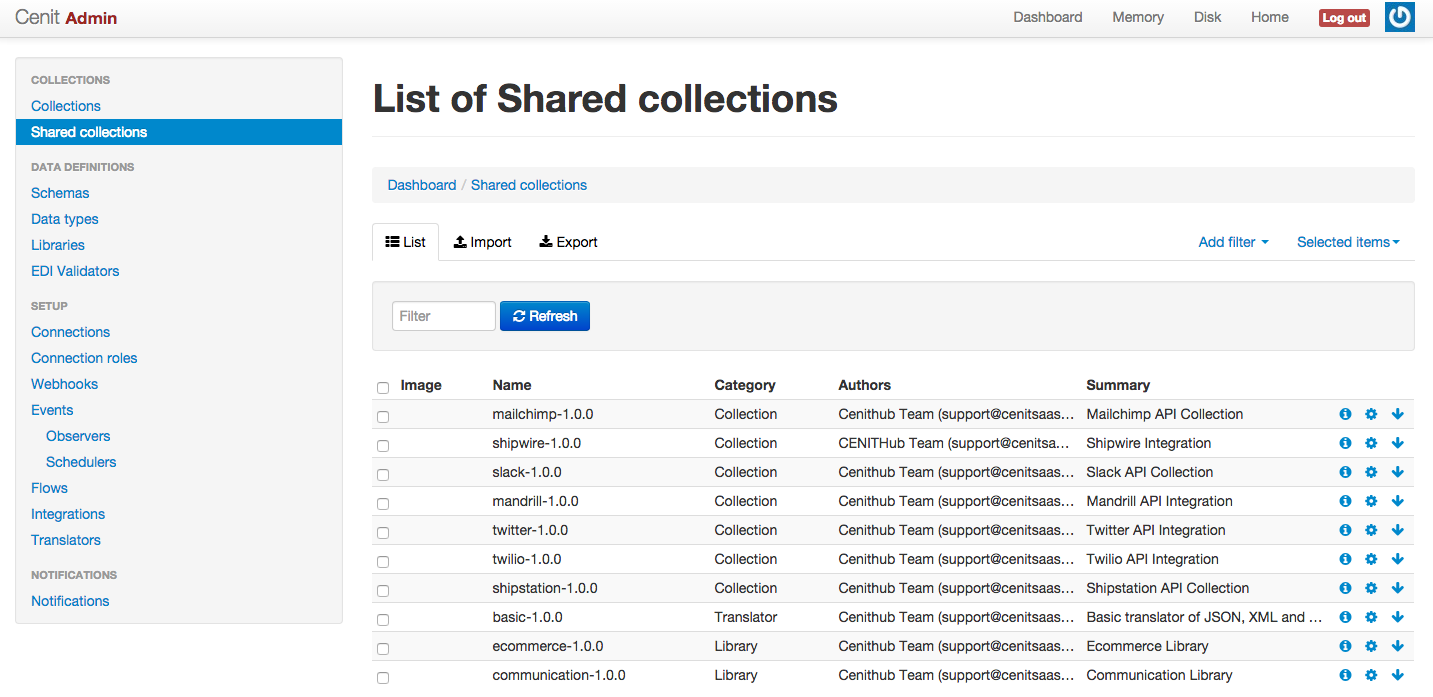 Cenit Admin Dashboard Memory Disk Home Log out
COLLECTIONS
Collections
Shared collections
DATA DEFINITIONS
Schemas
Data types
Libraries
EDI Validators
SETUP
Connections
Connection roles
Webhooks
Events
Observers
Schedulers
Flows
Integrations
Translators
NOTIFICATIONS
Notifications
List of Shared collections
Dashboard / Shared collections
List Import Export Add filter Selected items
Filter Refresh
Image Name Category Authors Summary
mailchimp-1.0.0 Collection Cenithub Team (support@cenitsaas... Mailchimp API Collection
shipwire-1.0.0 Collection CENITHub Team (support@cenitsa... Shipwire Integration
slack-1.0.0 Collection Cenithub Team (support@cenitsaas... Slack API Collection
mandrill-1.0.0 Collection Cenithub Team (support@cenitsaas... Mandrill API Integration
twitter-1.0.0 Collection Cenithub Team (support@cenitsaas... Twitter API Integration
twilio-1.0.0 Collection Cenithub Team (support@cenitsaas... Twilio API Integration
shipstation-1.0.0 Collection Cenithub Team (support@cenitsaas... Shipstation API Collection
basic-1.0.0 Translator Cenithub Team (support@cenitsaas... Basic translator of JSON, XML and ...
ecommerce-1.0.0 Library Cenithub Team (support@cenitsaas... Ecommerce Library
communication-1.0.0 Library Cenithub Team (support@cenitsaas... Communication Library